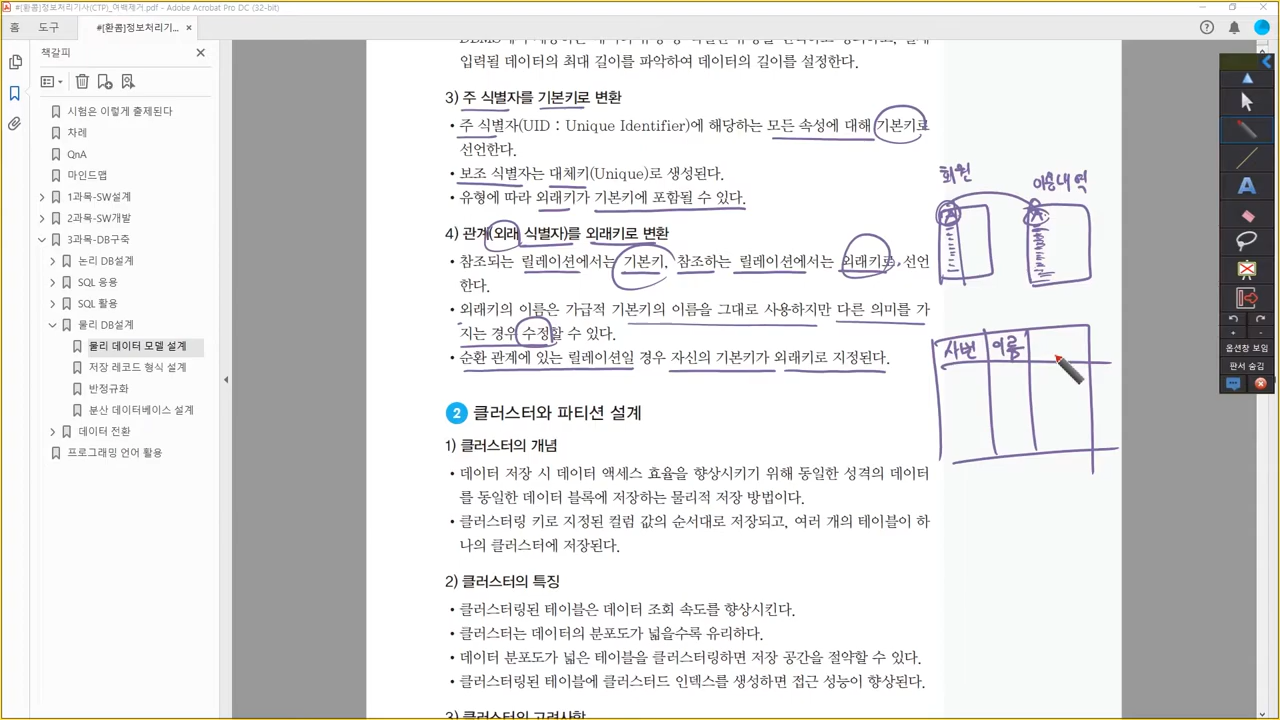 #[환콤]정보처리기사(CTP)_여백제거.pdf - Adobe Acrobat Pro DC (32-bit)
홈 도구 #[환콤]정보처리기... ×
책갈피
시험은 이렇게 출제된다
차례
QnA
마인드맵
1과목-SW설계
2과목-SW개발
3과목-DB구축
논리 DB설계
SQL 응용
SQL 활용
물리 DB설계
물리 데이터 모델 설계
저장 레코드 형식 설계
반정규화
분산 데이터베이스 설계
데이터 전환
프로그래밍 언어 활용
입력될 데이터의 최대 길이를 파악하여 데이터의 길이를 설정한다.
3) 주 식별자를 기본키로 변환
• 주 식별자(UID : Unique Identifier)에 해당하는 모든 속성에 대해 기본키로
선언한다.
• 보조 식별자는 대체키(Unique)로 생성된다.
• 유형에 따라 외래키가 기본키에 포함될 수 있다.
4) 관계(외래 식별자)를 외래키로 변환
• 참조되는 릴레이션에서는 기본키, 참조하는 릴레이션에서는 외래키로 선언
한다.
• 외래키의 이름은 가급적 기본키의 이름을 그대로 사용하지만 다른 의미를 가
지는 경우 수정할 수 있다.
• 순환 관계에 있는 릴레이션일 경우 자신의 기본키가 외래키로 지정된다.
2 클러스터와 파티션 설계
1) 클러스터의 개념
• 데이터 저장 시 데이터 액세스 효율을 향상시키기 위해 동일한 성격의 데이터
를 동일한 데이터 블록에 저장하는 물리적 저장 방법이다.
• 클러스터링 키로 지정된 컬럼 값의 순서대로 저장되고, 여러 개의 테이블이 하
나의 클러스터에 저장된다.
2) 클러스터의 특징
• 클러스터링된 테이블은 데이터 조회 속도를 향상시킨다.
• 클러스터는 데이터의 분포도가 넓을수록 유리하다.
• 데이터 분포도가 넓은 테이블을 클러스터링하면 저장 공간을 절약할 수 있다.
• 클러스터링된 테이블에 클러스터드 인덱스를 생성하면 접근 성능이 향상된다.
3) 클러스터의 고려사항
회원
사번 이름
A
옵션창 보임
판서 숨김